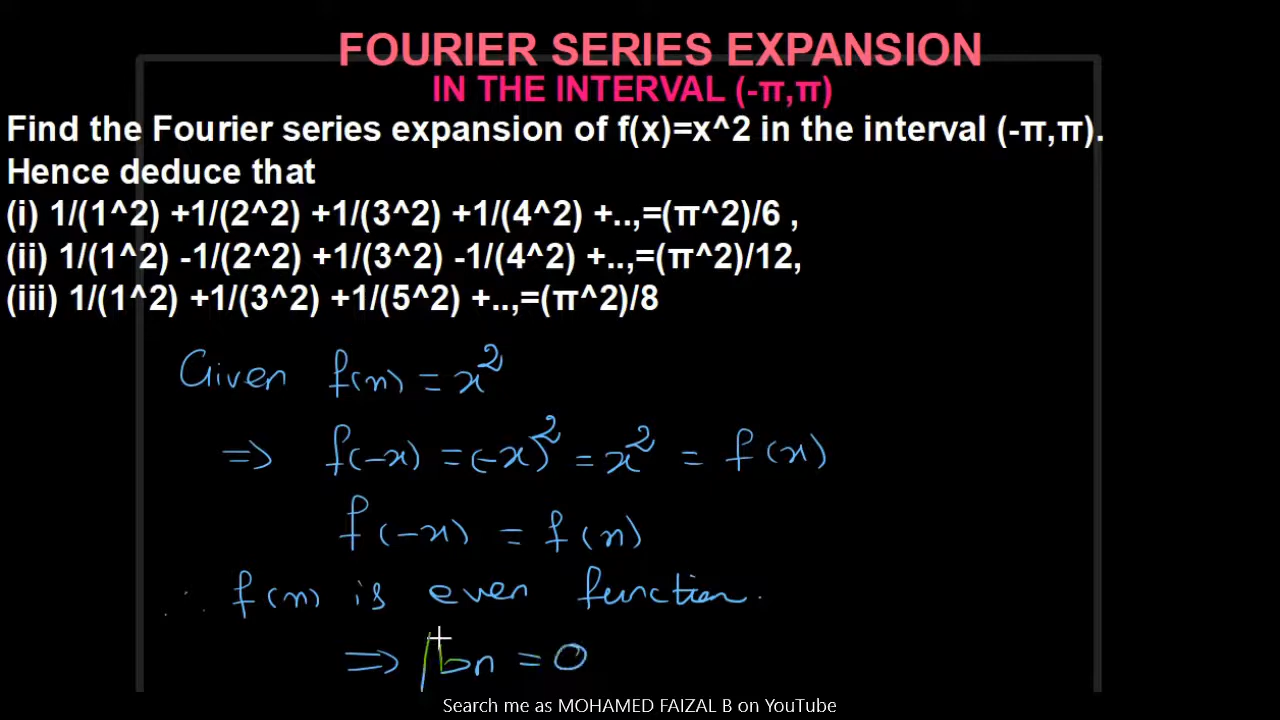 FOURIER SERIES EXPANSION
IN THE INTERVAL (-π,π)
Find the Fourier series expansion of f(x)=x^2 in the interval (-π,π).
Hence deduce that
(i) 1/(1^2) +1/(2^2) +1/(3^2) +1/(4^2) +..,=(π^2)/6 ,
(ii) 1/(1^2) -1/(2^2) +1/(3^2) -1/(4^2) +..,=(π^2)/12,
(iii) 1/(1^2) +1/(3^2) +1/(5^2) +..,=(π^2)/8
Given f(x) = x²
⇒ f(-x) = (-x)² = x² = f(x)
f(-x) = f(x)
∴ f(x) is even function.
⇒ bn = 0
Search me as MOHAMED FAIZAL B on YouTube